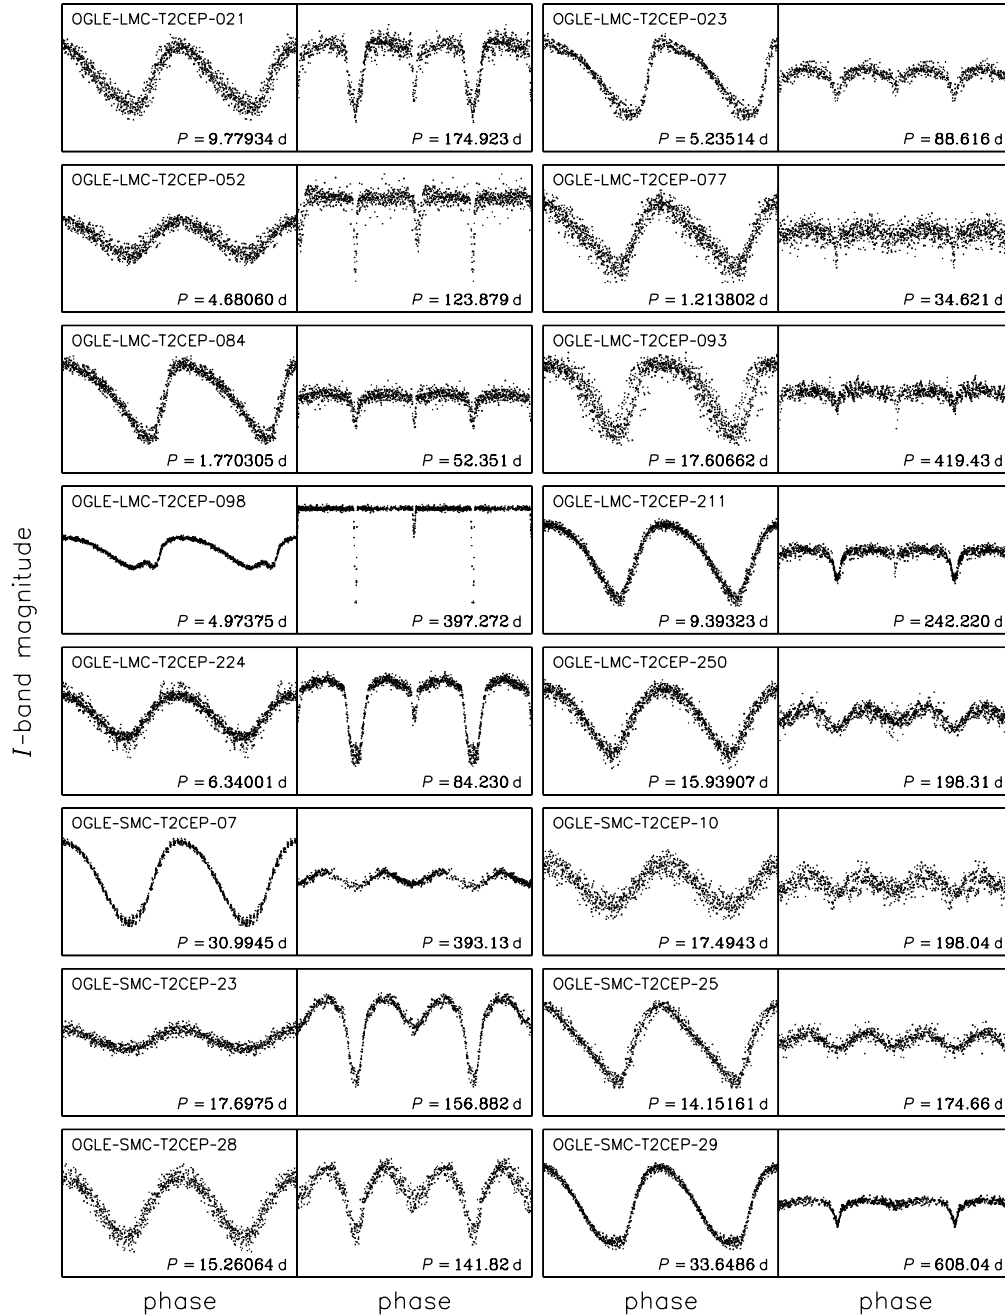 OGLE-LMC-T2CEP-021
P = 9.77934 d
P = 174.923 d
OGLE-LMC-T2CEP-023
P = 5.23514 d
P = 88.616 d
OGLE-LMC-T2CEP-052
P = 4.68060 d
P = 123.879 d
OGLE-LMC-T2CEP-077
P = 1.213802 d
P = 34.621 d
OGLE-LMC-T2CEP-084
P = 1.770305 d
P = 52.351 d
OGLE-LMC-T2CEP-093
P = 17.60662 d
P = 419.43 d
OGLE-LMC-T2CEP-098
P = 4.97375 d
P = 397.272 d
OGLE-LMC-T2CEP-211
P = 9.39323 d
P = 242.220 d
I-band magnitude
OGLE-LMC-T2CEP-224
P = 6.34001 d
P = 84.230 d
OGLE-LMC-T2CEP-250
P = 15.93907 d
P = 198.31 d
OGLE-SMC-T2CEP-07
P = 30.9945 d
P = 393.13 d
OGLE-SMC-T2CEP-10
P = 17.4943 d
P = 198.04 d
OGLE-SMC-T2CEP-23
P = 17.6975 d
P = 156.882 d
OGLE-SMC-T2CEP-25
P = 14.15161 d
P = 174.66 d
OGLE-SMC-T2CEP-28
P = 15.26064 d
P = 141.82 d
OGLE-SMC-T2CEP-29
P = 33.6486 d
P = 608.04 d
phase
phase
phase
phase